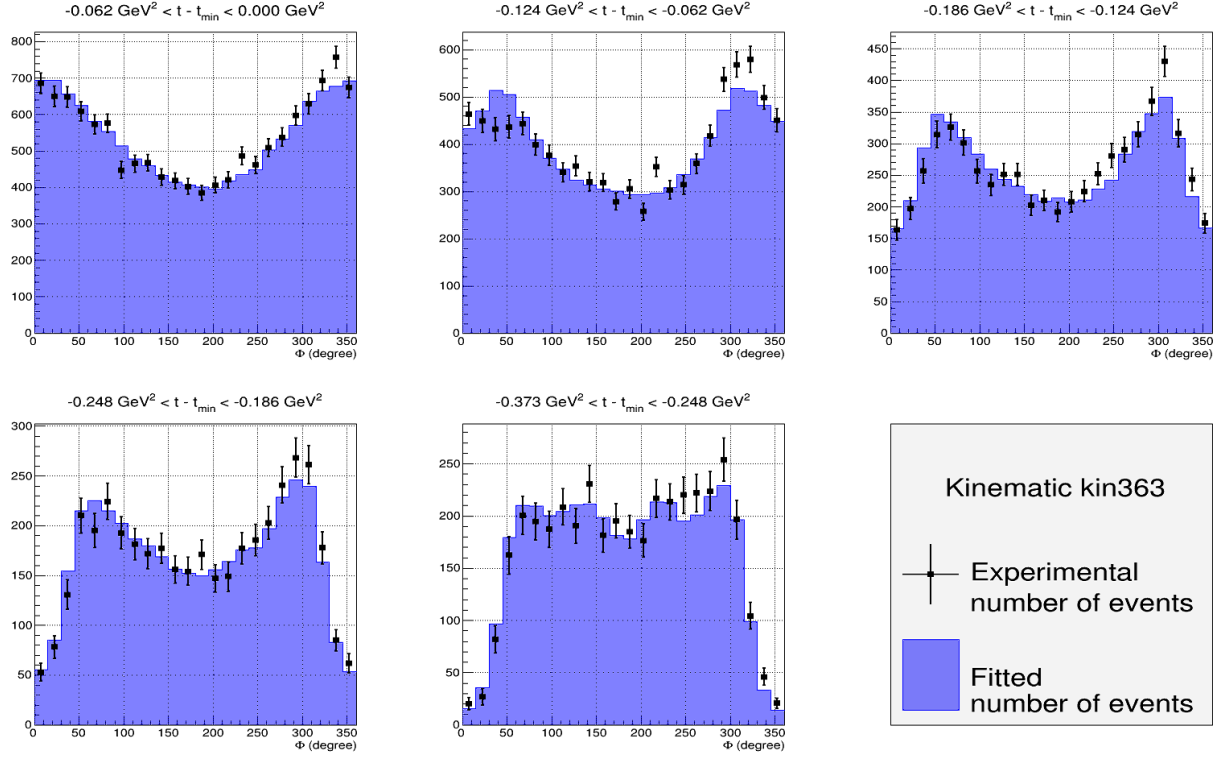 -0.062 GeV² < t - t_min < 0.000 GeV²
-0.124 GeV² < t - t_min < -0.062 GeV²
-0.186 GeV² < t - t_min < -0.124 GeV²
800
700
600
500
400
300
200
100
0
0 50 100 150 200 250 300 350
Φ (degree)
600
500
400
300
200
100
0
0 50 100 150 200 250 300 350
Φ (degree)
450
400
350
300
250
200
150
100
50
0
0 50 100 150 200 250 300 350
Φ (degree)
-0.248 GeV² < t - t_min < -0.186 GeV²
-0.373 GeV² < t - t_min < -0.248 GeV²
300
250
200
150
100
50
0
0 50 100 150 200 250 300 350
Φ (degree)
250
200
150
100
50
0
0 50 100 150 200 250 300 350
Φ (degree)
Kinematic kin363
Experimental
number of events
Fitted
number of events